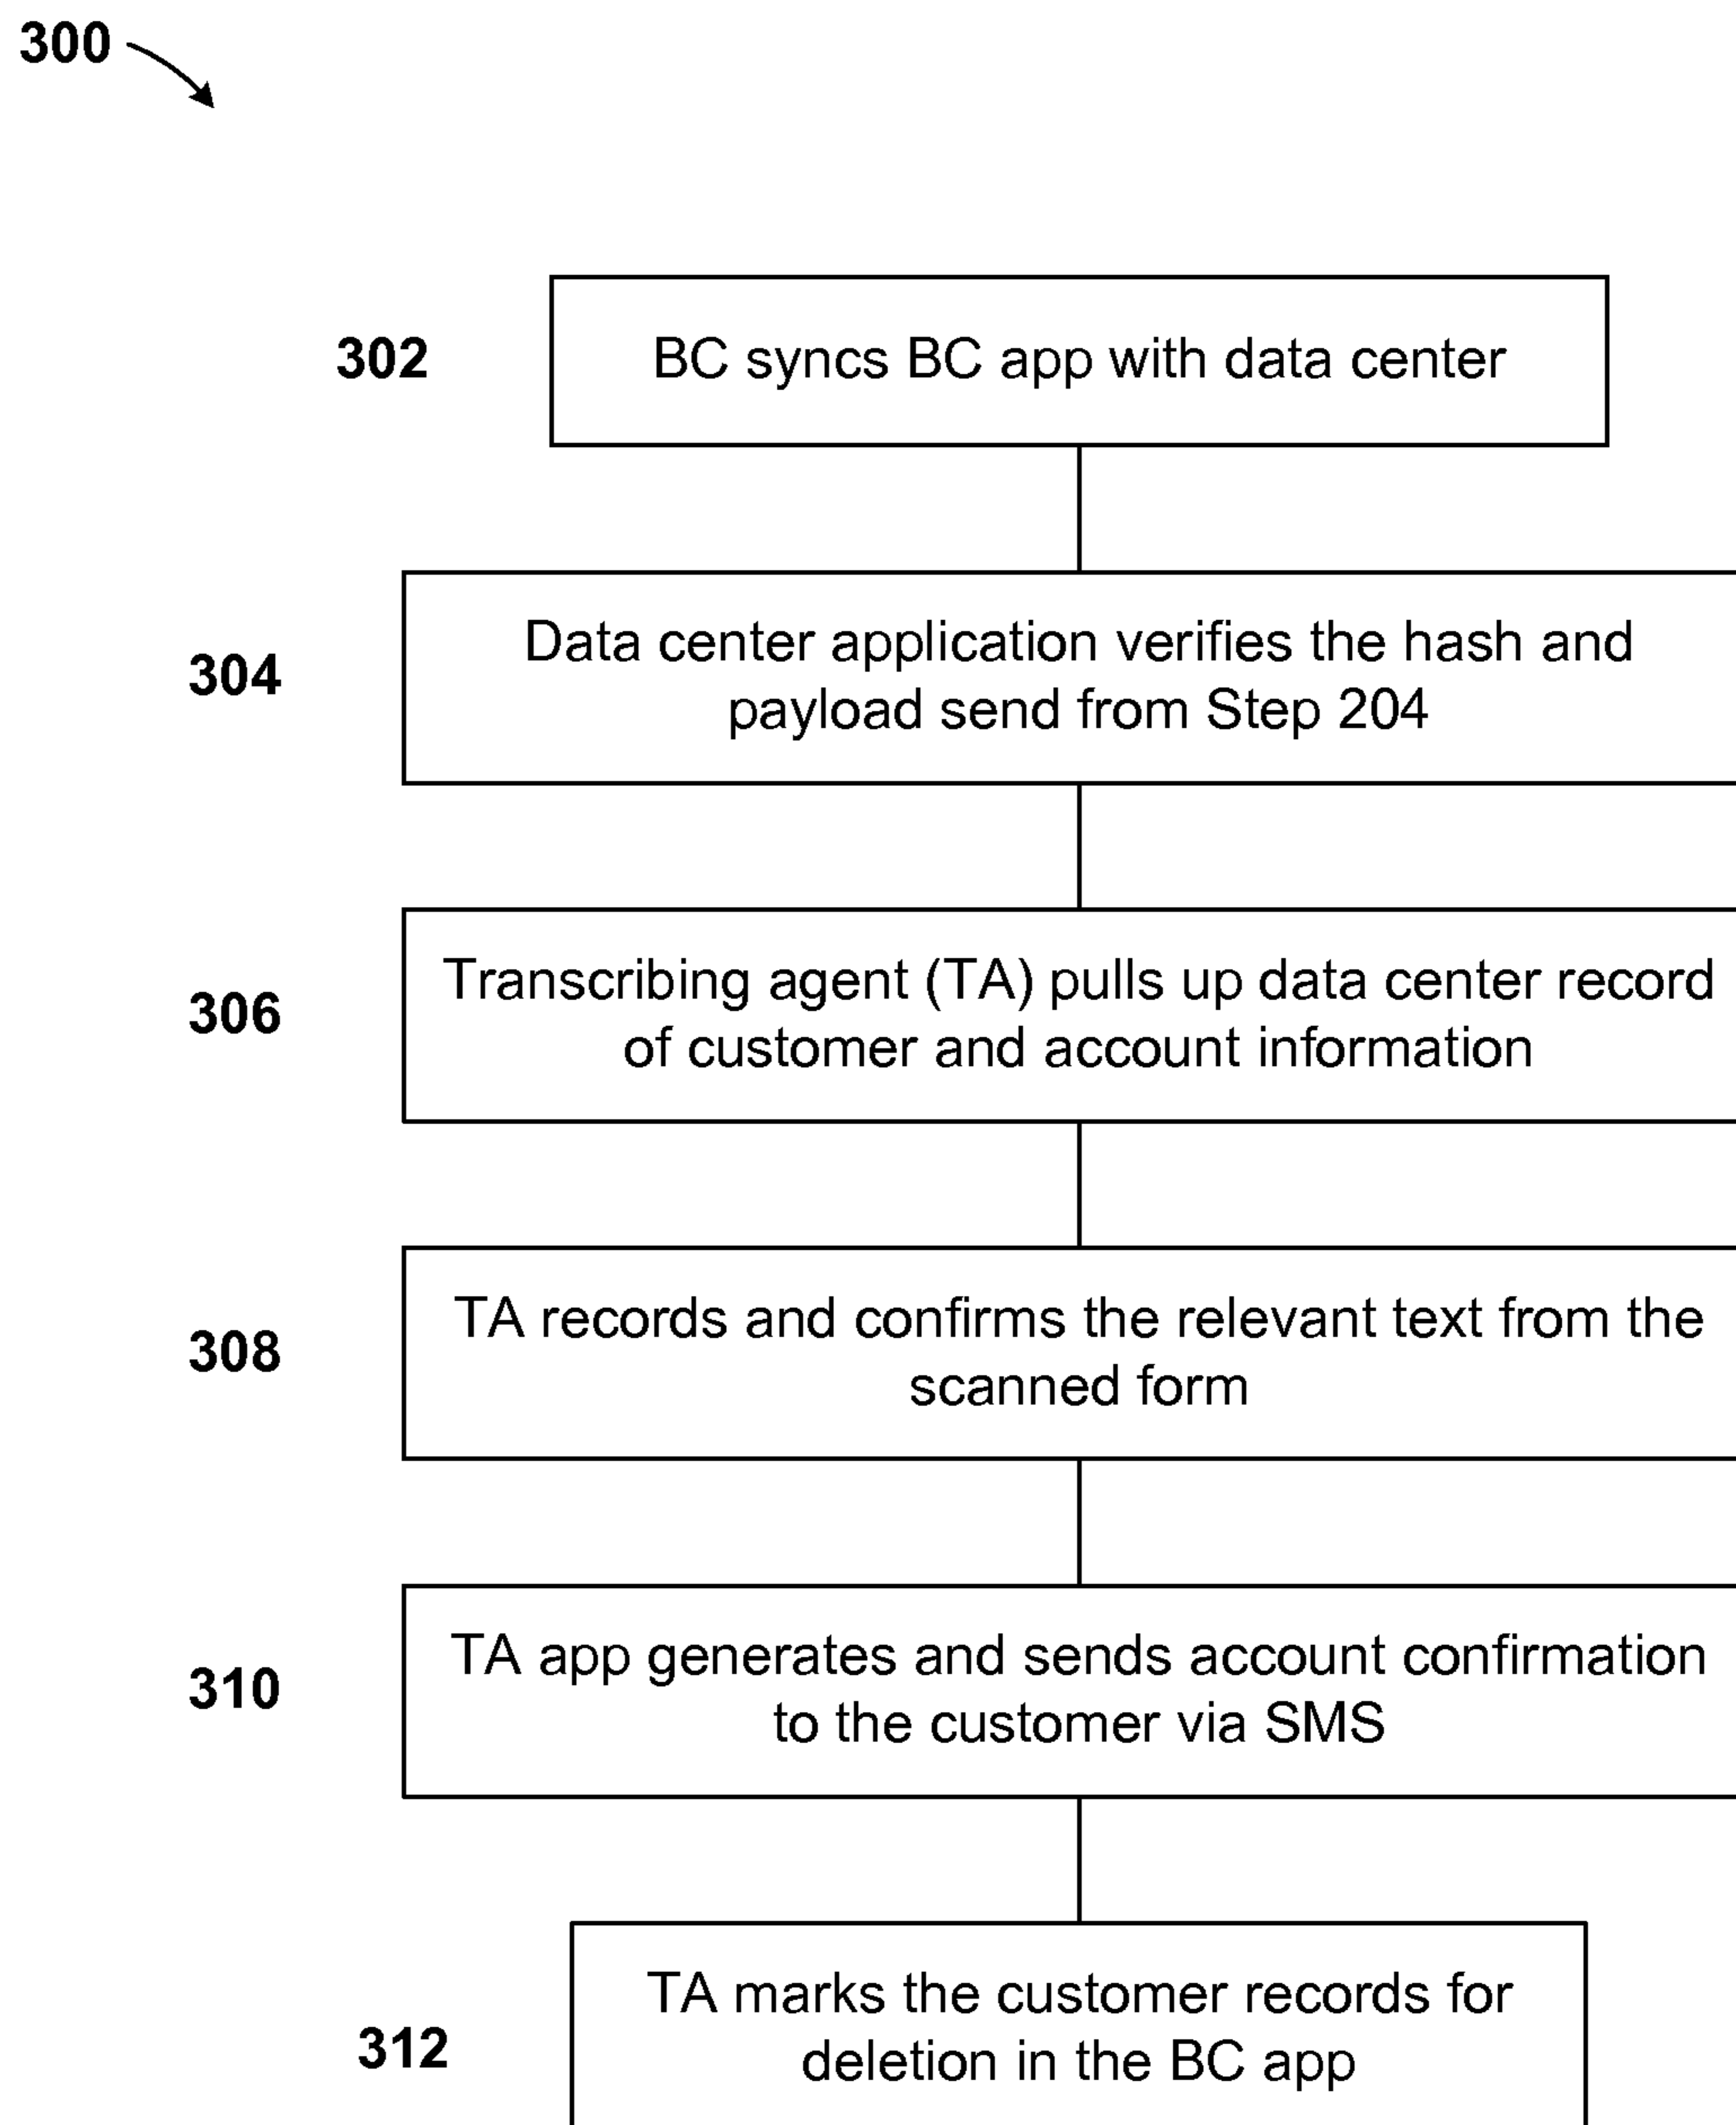 300
302
BC syncs BC app with data center
304
Data center application verifies the hash and
payload send from Step 204
306
Transcribing agent (TA) pulls up data center record
of customer and account information
308
TA records and confirms the relevant text from the
scanned form
310
TA app generates and sends account confirmation
to the customer via SMS
312
TA marks the customer records for
deletion in the BC app